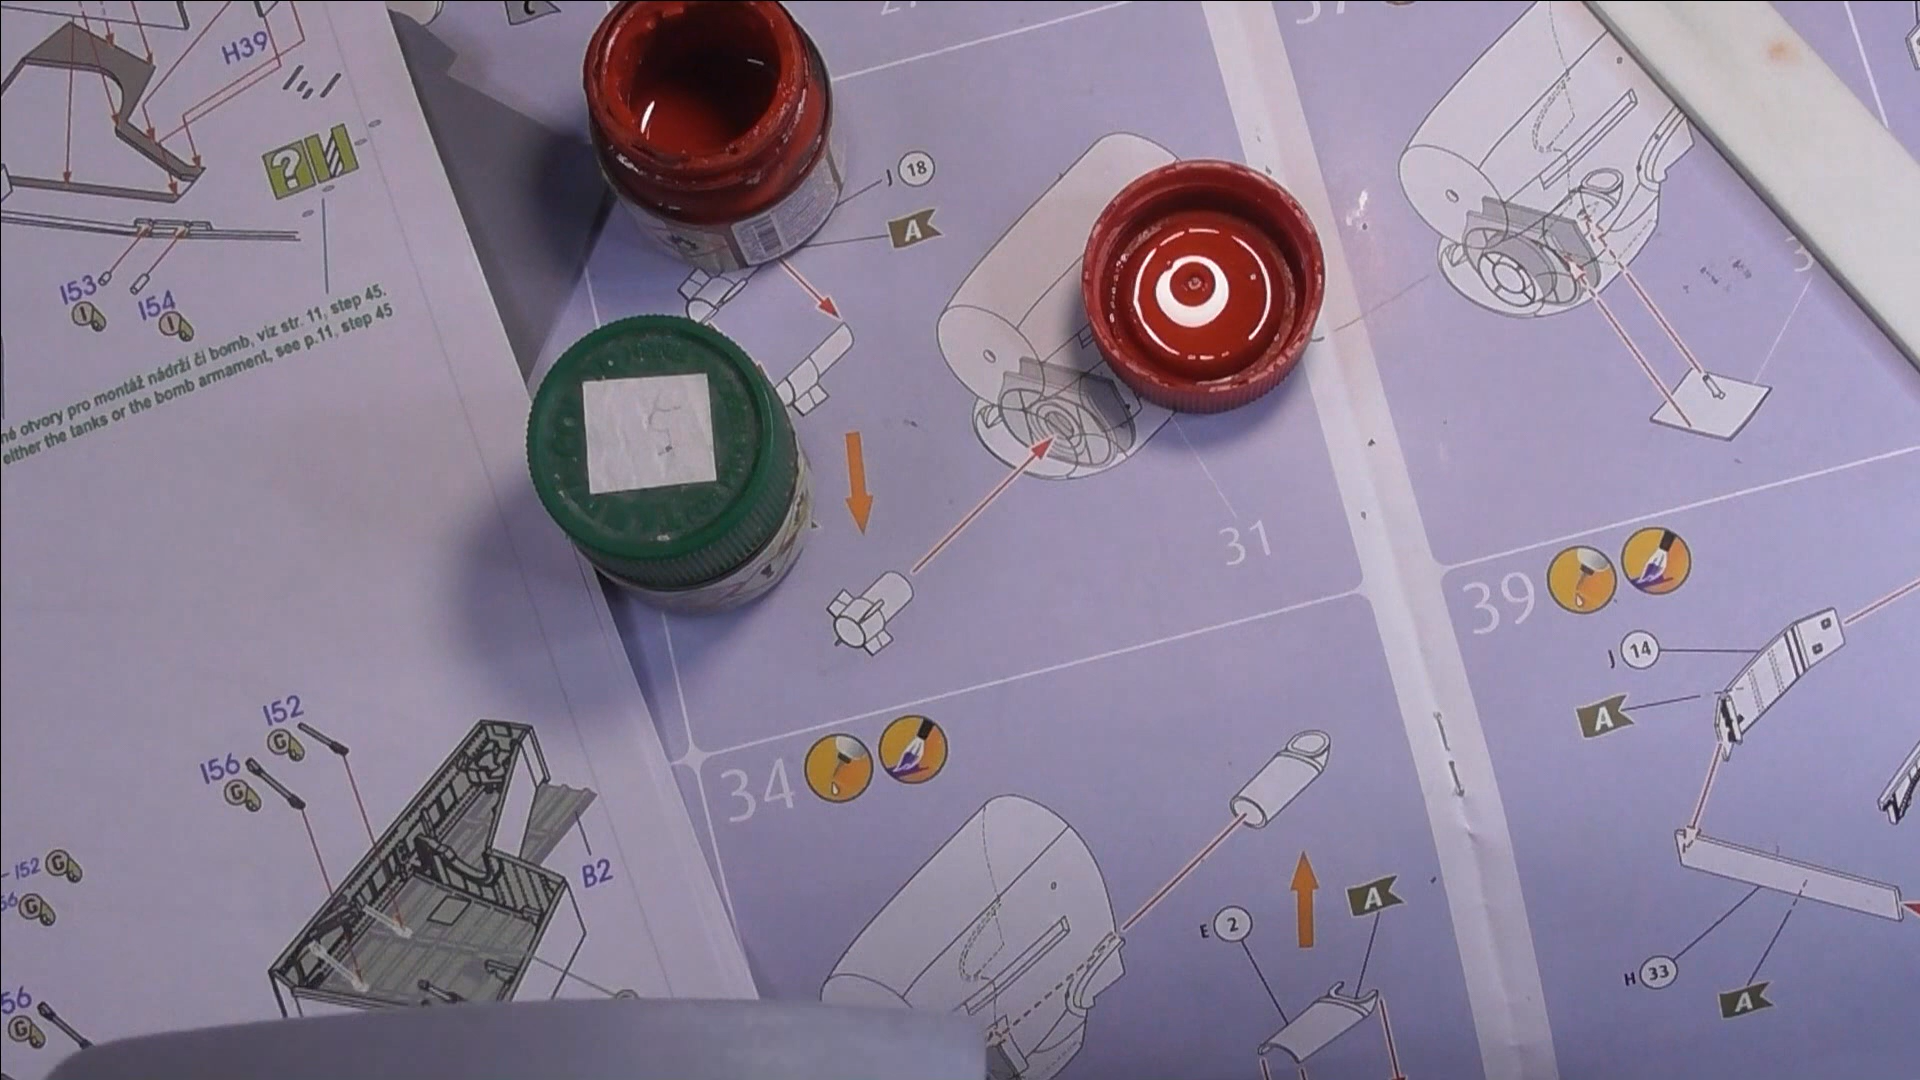 H39
?
I53
I
I54
I
né otvory pro montáž nádrží či bomb, viz str. 11, step 45.
either the tanks or the bomb armament, see p.11, step 45
I52
G
I56
G
I52
G
56
G
56
G
B2
C
J 18
A
31
34
E 2
A
37
39
J 14
A
H 33
A